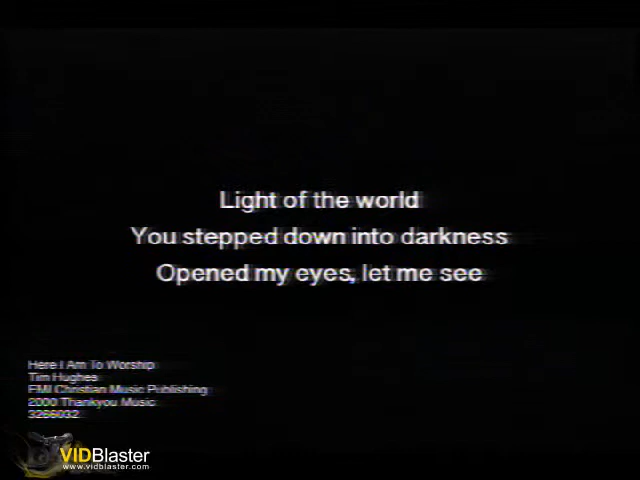 Light of the world
You stepped down into darkness
Opened my eyes, let me see
Here I Am To Worship
Tim Hughes
EMI Christian Music Publishing
2000 Thankyou Music
3266032
VIDBlaster
www.vidblaster.com